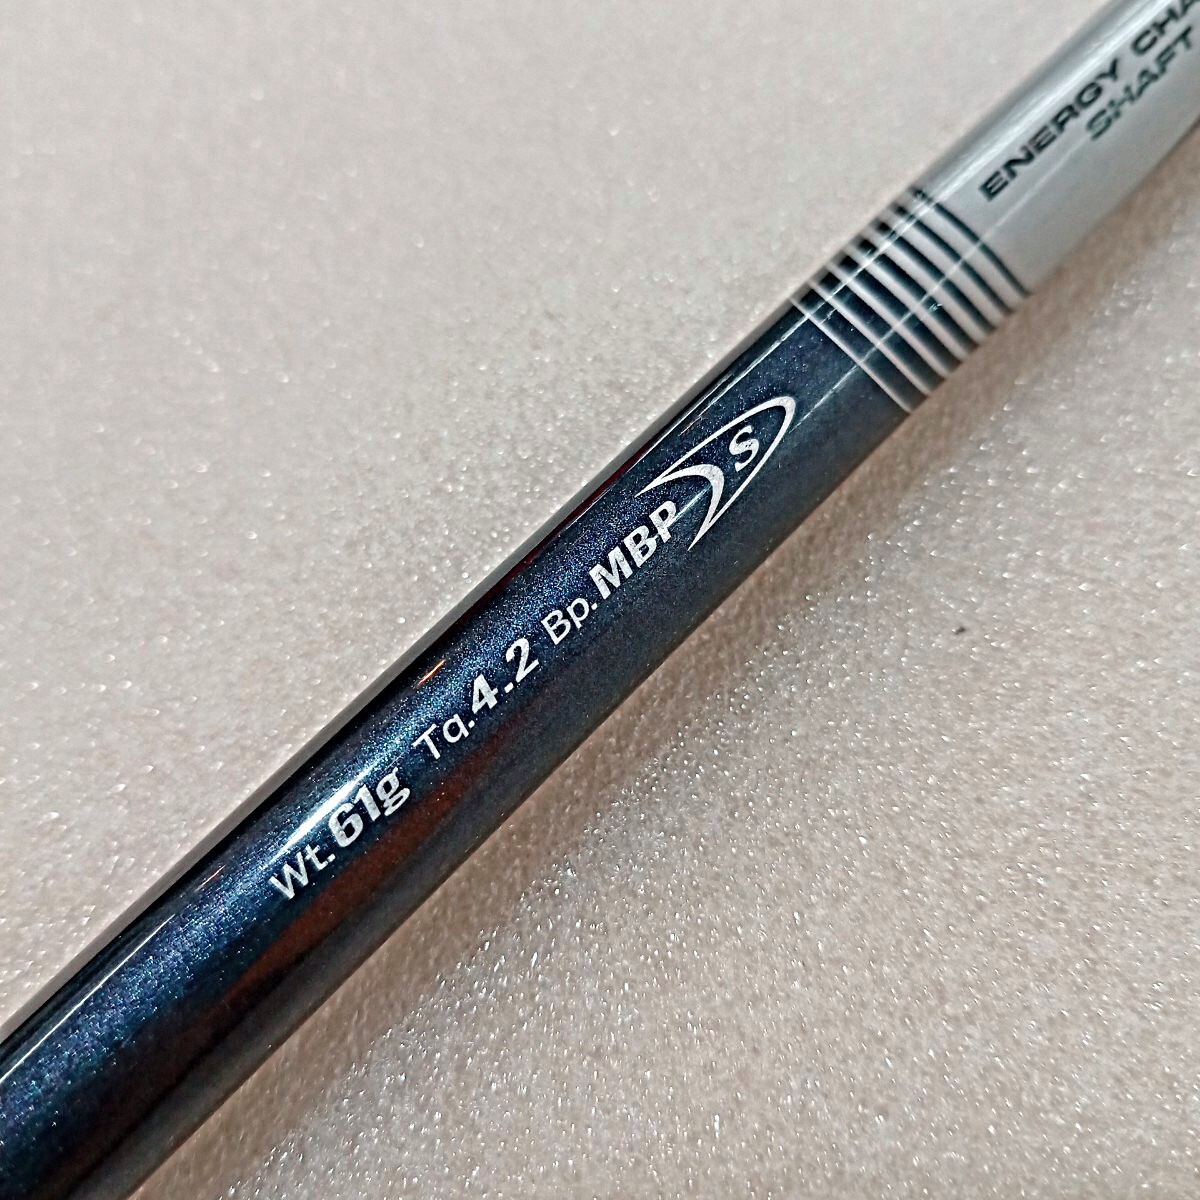 ENERGY CHA
SHAFT
Wt.61g Tq.4.2 Bp.MBP S